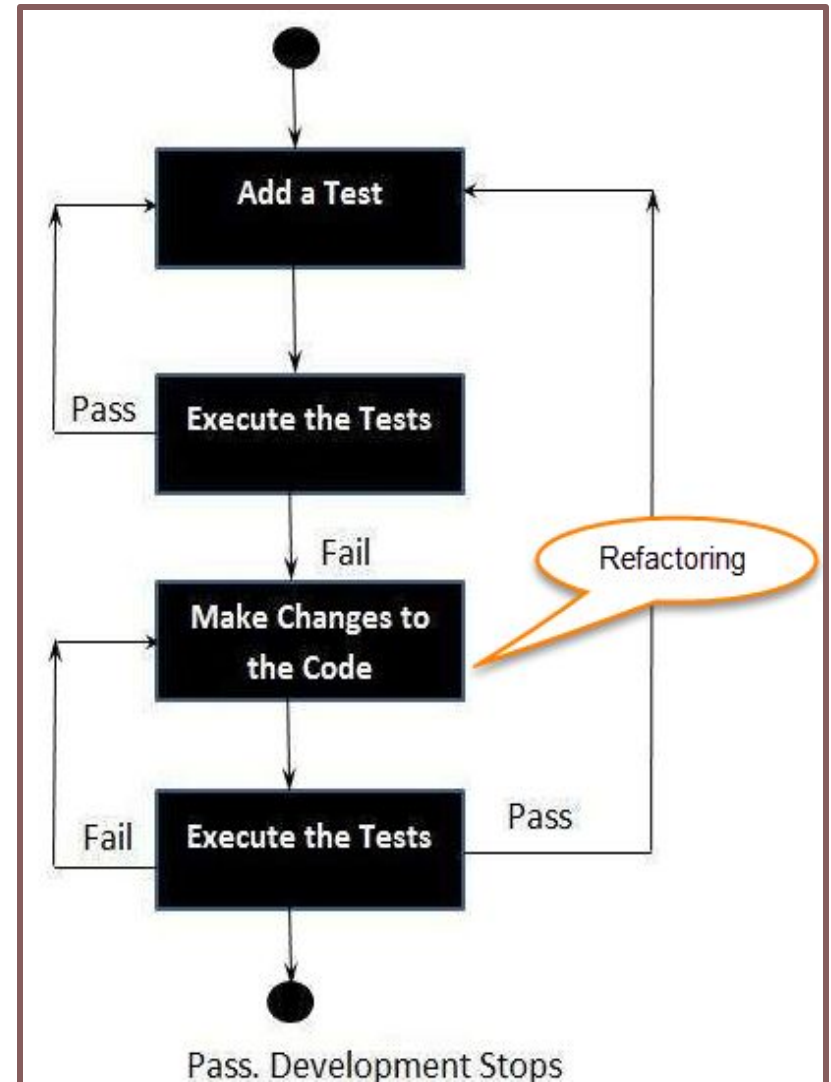 Add a Test
Pass
Execute the Tests
Fail
Refactoring
Make Changes to
the Code
Fail
Execute the Tests
Pass
Pass. Development Stops